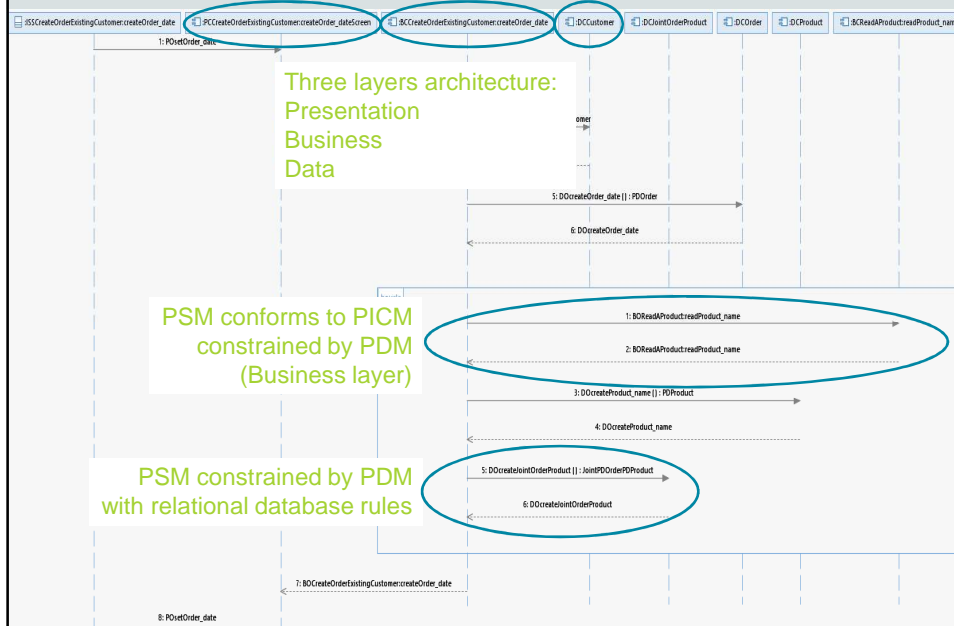 :SSCreateOrderExistingCustomer:createOrder_date
:PCCreateOrderExistingCustomer:createOrder_dateScreen
:BCCreateOrderExistingCustomer:createOrder_date
:DCCustomer
:DCJointOrderProduct
:DCOrder
:DCProduct
:BCReadAProduct:readProduct_name
1: POsetOrder_date
Three layers architecture:
Presentation
Business
Data
omer
5: DOcreateOrder_date () : PDOrder
6: DOcreateOrder_date
PSM conforms to PICM
constrained by PDM
(Business layer)
1: BOReadAProduct:readProduct_name
2: BOReadAProduct:readProduct_name
3: DOcreateProduct_name () : PDProduct
4: DOcreateProduct_name
PSM constrained by PDM
with relational database rules
5: DOcreateJointOrderProduct () : JointPDOrderPDProduct
6: DOcreateJointOrderProduct
7: BOCreateOrderExistingCustomer:createOrder_date
8: POsetOrder_date